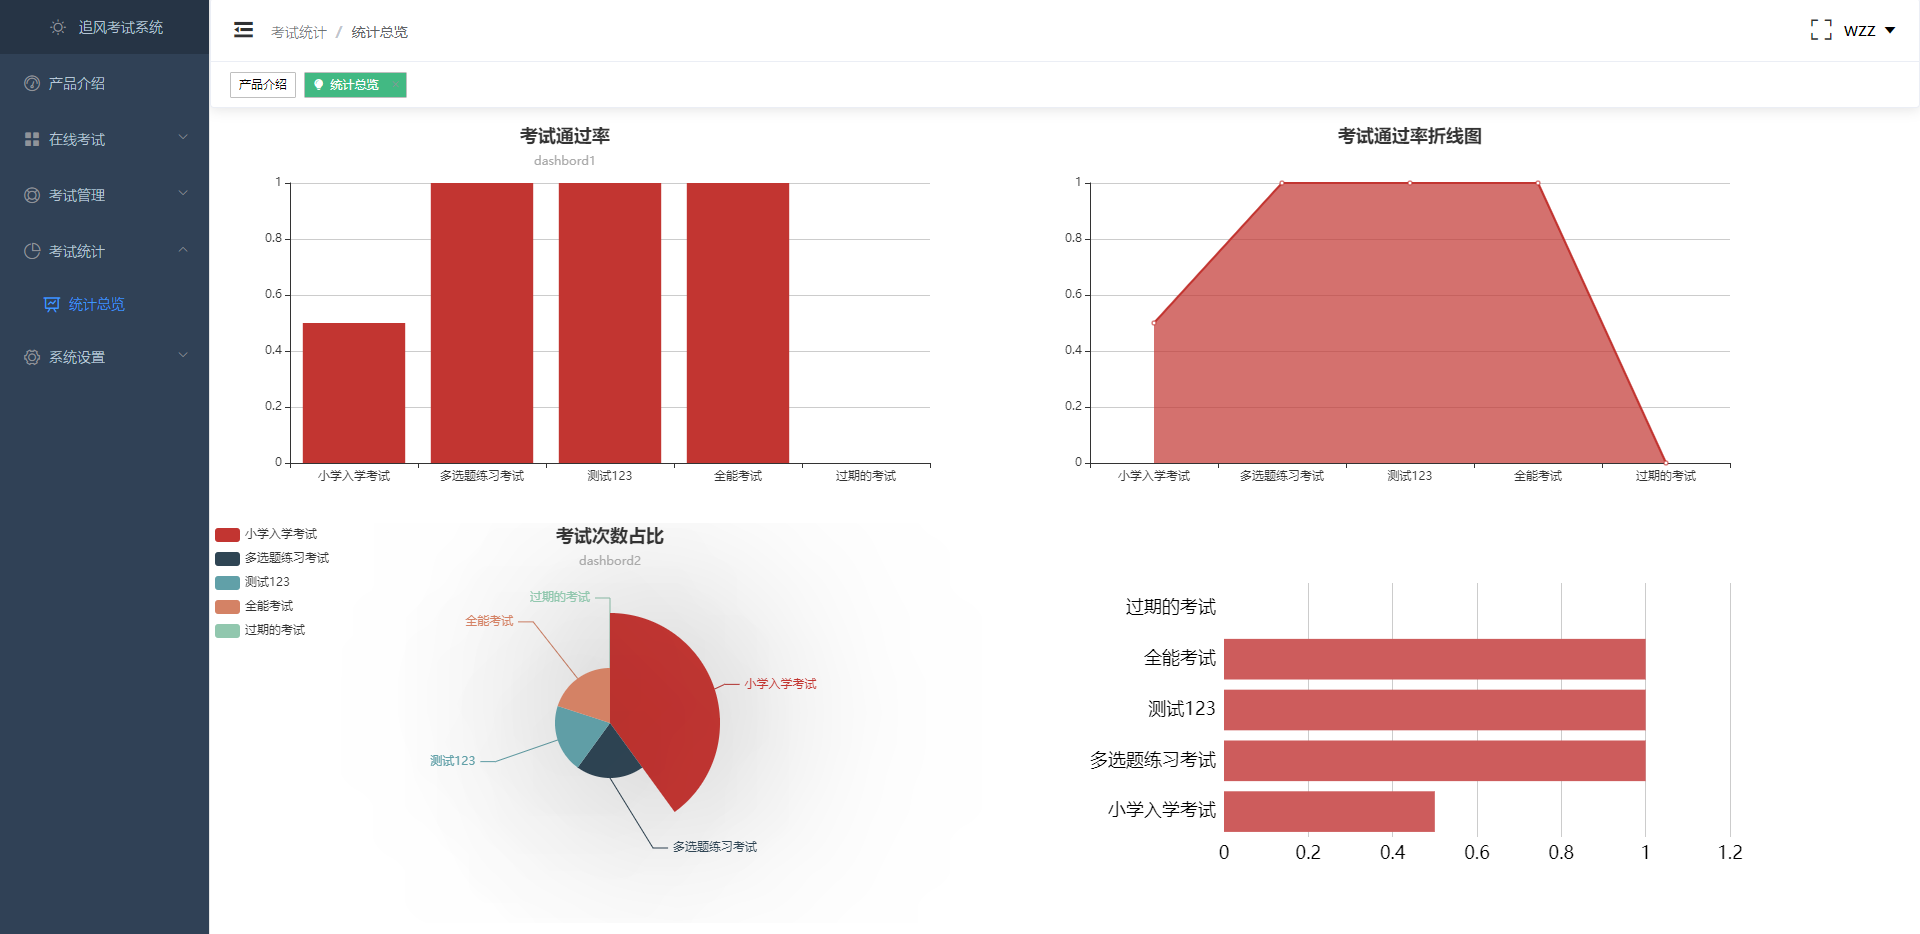 追风考试系统
产品介绍
在线考试
考试管理
考试统计
统计总览
系统设置
考试统计 / 统计总览
wzz
产品介绍
统计总览
考试通过率
dashbord1
1
0.8
0.6
0.4
0.2
0
小学入学考试 多选题练习考试 测试123 全能考试 过期的考试
考试通过率折线图
1
0.8
0.6
0.4
0.2
0
小学入学考试 多选题练习考试 测试123 全能考试 过期的考试
小学入学考试
多选题练习考试
测试123
全能考试
过期的考试
考试次数占比
dashbord2
过期的考试
全能考试
小学入学考试
测试123
多选题练习考试
过期的考试
全能考试
测试123
多选题练习考试
小学入学考试
0 0.2 0.4 0.6 0.8 1 1.2